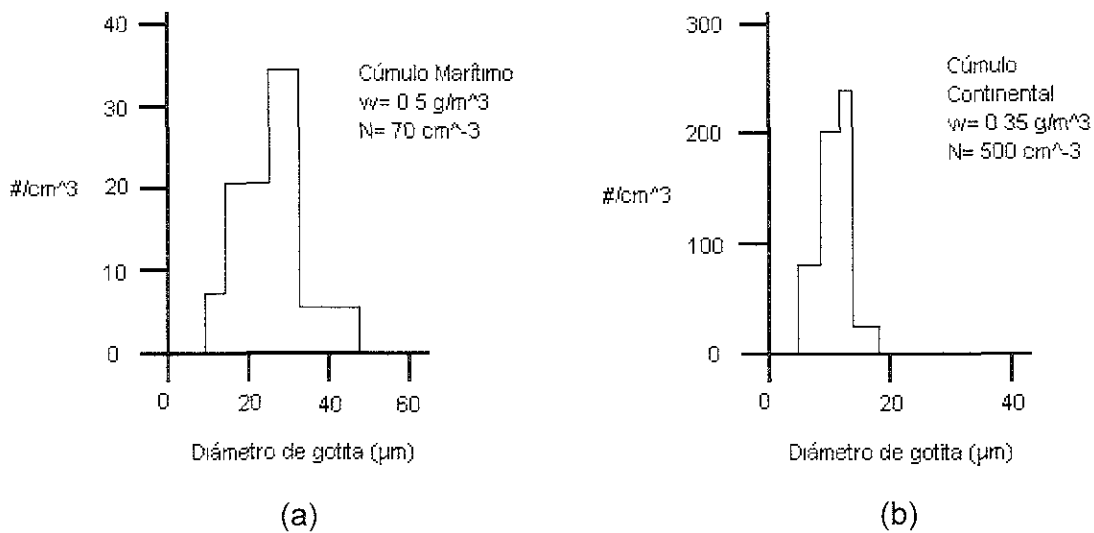 40
30
20
10
0
#/cm^3
Cúmulo Marítimo
w= 0 5 g/m^3
N= 70 cm^-3
0 20 40 60
Diámetro de gotita (µm)
(a)
300
200
100
0
#/cm^3
Cúmulo
Continental
w= 0 35 g/m^3
N= 500 cm^-3
0 20 40
Diámetro de gotita (µm)
(b)